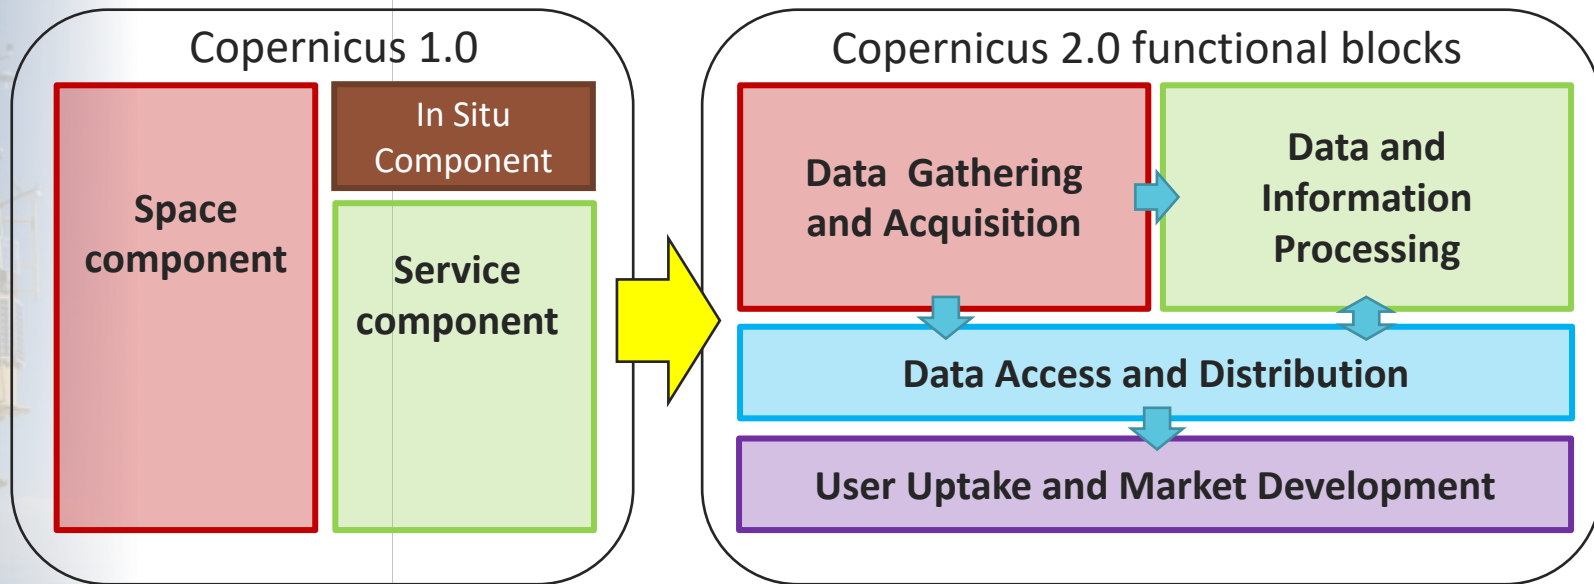 Copernicus 1.0
Space
component
In Situ
Component
Service
component
Copernicus 2.0 functional blocks
Data Gathering
and Acquisition
Data and
Information
Processing
Data Access and Distribution
User Uptake and Market Development